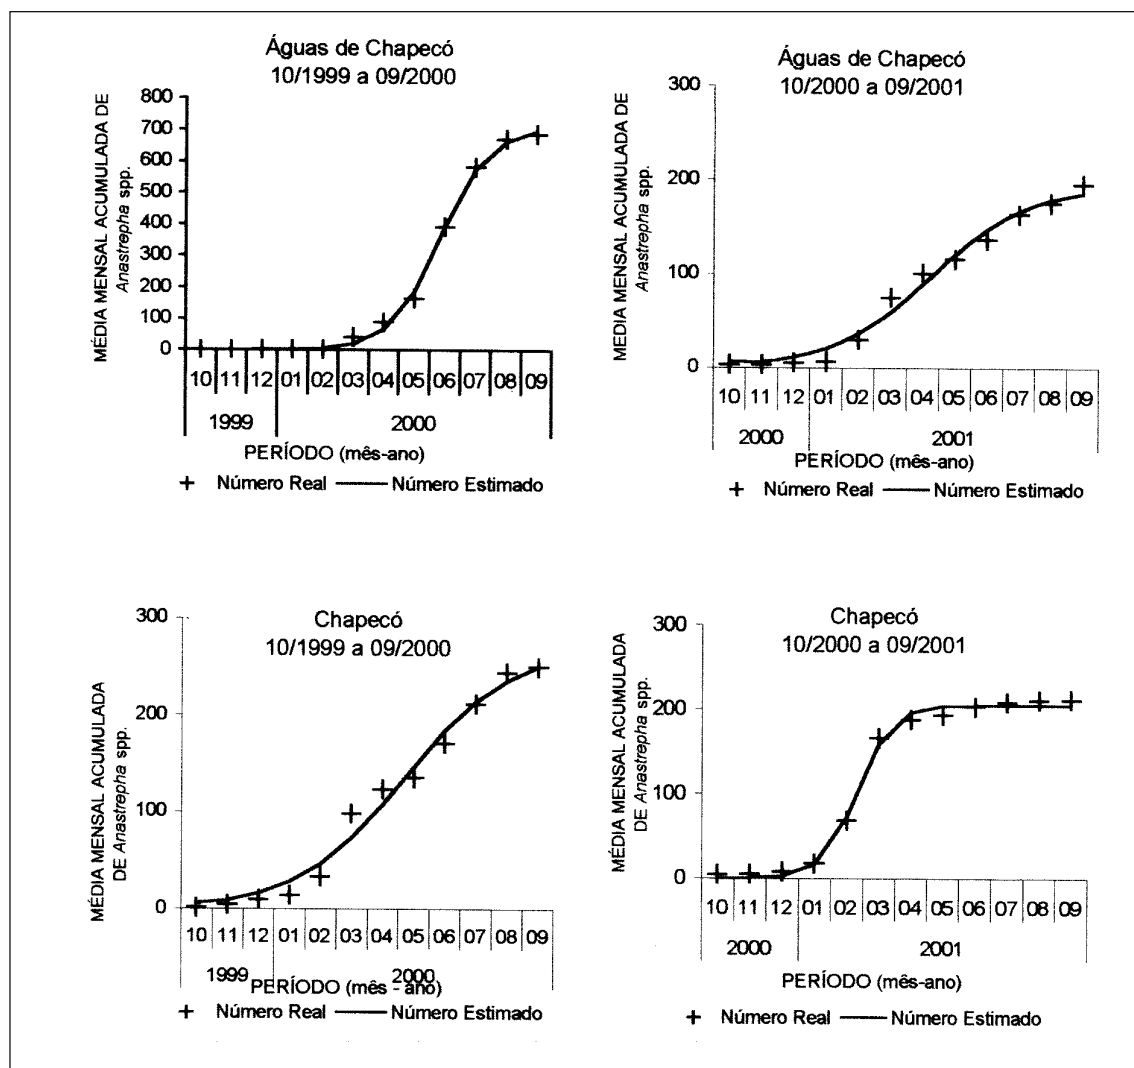 Águas de Chapecó
10/1999 a 09/2000
MÉDIA MENSAL ACUMULADA DE
Anastrepha spp.
800
700
600
500
400
300
200
100
0
10 11 12 01 02 03 04 05 06 07 08 09
1999 2000
PERÍODO (mês-ano)
+ Número Real Número Estimado
Águas de Chapecó
10/2000 a 09/2001
MÉDIA MENSAL ACUMULADA DE
Anastrepha spp.
300
200
100
0
10 11 12 01 02 03 04 05 06 07 08 09
2000 2001
PERÍODO (mês-ano)
+ Número Real Número Estimado
Chapecó
10/1999 a 09/2000
MÉDIA MENSAL ACUMULADA
DE Anastrepha spp.
300
200
100
0
10 11 12 01 02 03 04 05 06 07 08 09
1999 2000
PERÍODO (mês - ano)
+ Número Real Número Estimado
Chapecó
10/2000 a 09/2001
MÉDIA MENSAL ACUMULADA
DE Anastrepha spp.
300
200
100
0
10 11 12 01 02 03 04 05 06 07 08 09
2000 2001
PERÍODO (mês-ano)
+ Número Real Número Estimado